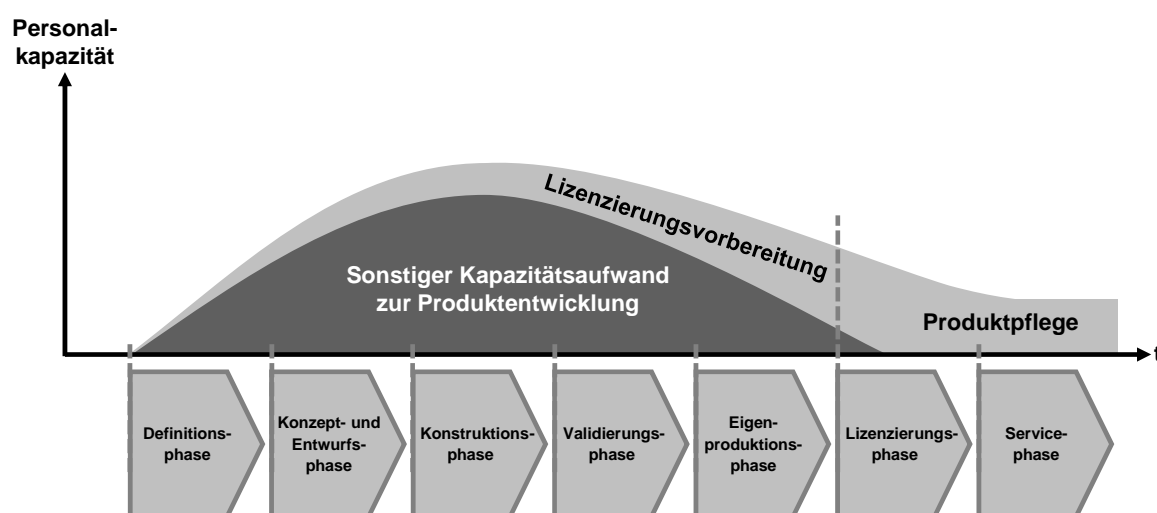 Personal-
kapazität
Lizenzierungsvorbereitung
Sonstiger Kapazitätsaufwand
zur Produktentwicklung
Produktpflege
t
Definitions-
phase
Konzept- und
Entwurfs-
phase
Konstruktions-
phase
Validierungs-
phase
Eigen-
produktions-
phase
Lizenzierungs-
phase
Service-
phase